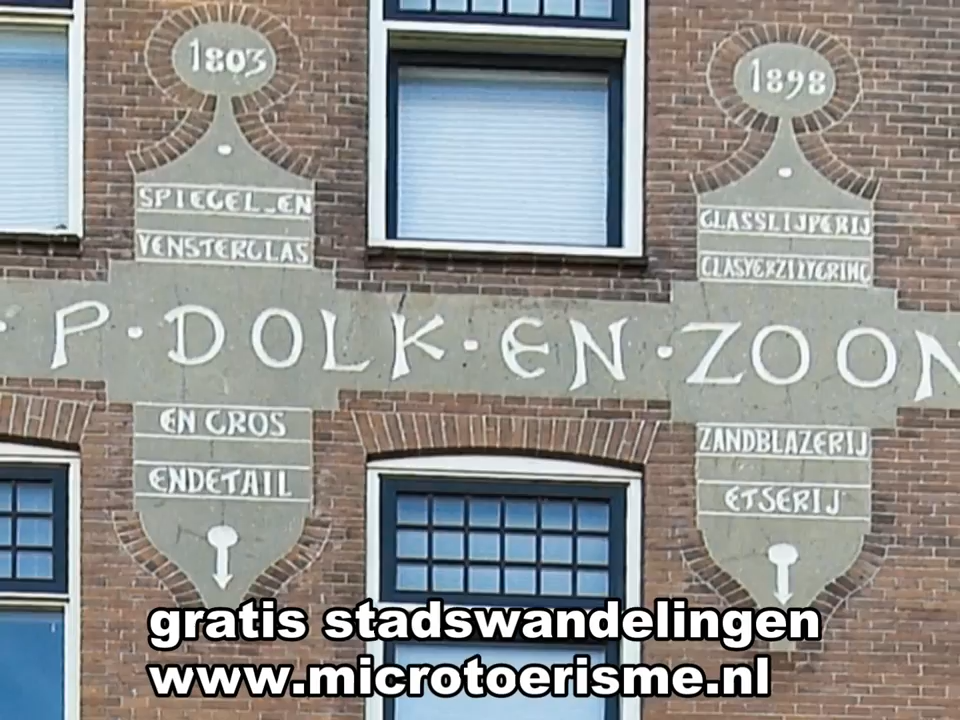 1803
SPIEGEL_EN
VENSTERGLAS
1898
GLASSLIJPERIJ
GLASVERZILVERING
· P · DOLK · EN · ZOON
EN GROS
ENDETAIL
ZANDBLAZERIJ
ETSERIJ
gratis stadswandelingen
www.microtoerisme.nl